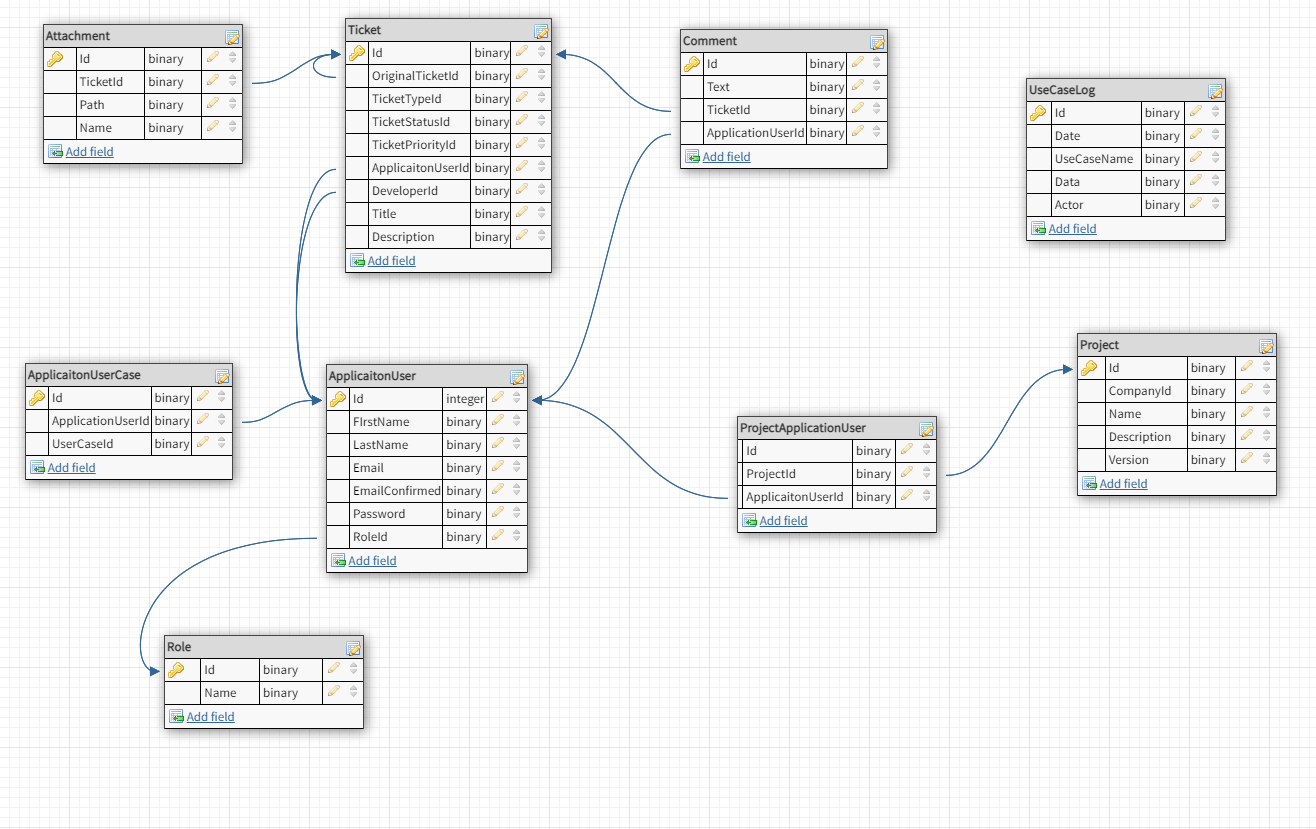 Attachment
Id binary
TicketId binary
Path binary
Name binary
Add field
Ticket
Id binary
OriginalTicketId binary
TicketTypeId binary
TicketStatusId binary
TicketPriorityId binary
ApplicaitonUserId binary
DeveloperId binary
Title binary
Description binary
Add field
Comment
Id binary
Text binary
TicketId binary
ApplicationUserId binary
Add field
UseCaseLog
Id binary
Date binary
UseCaseName binary
Data binary
Actor binary
Add field
ApplicaitonUserCase
Id binary
ApplicationUserId binary
UserCaseId binary
Add field
ApplicaitonUser
Id integer
FIrstName binary
LastName binary
Email binary
EmailConfirmed binary
Password binary
RoleId binary
Add field
ProjectApplicationUser
Id binary
ProjectId binary
ApplicaitonUserId binary
Add field
Project
Id binary
CompanyId binary
Name binary
Description binary
Version binary
Add field
Role
Id binary
Name binary
Add field